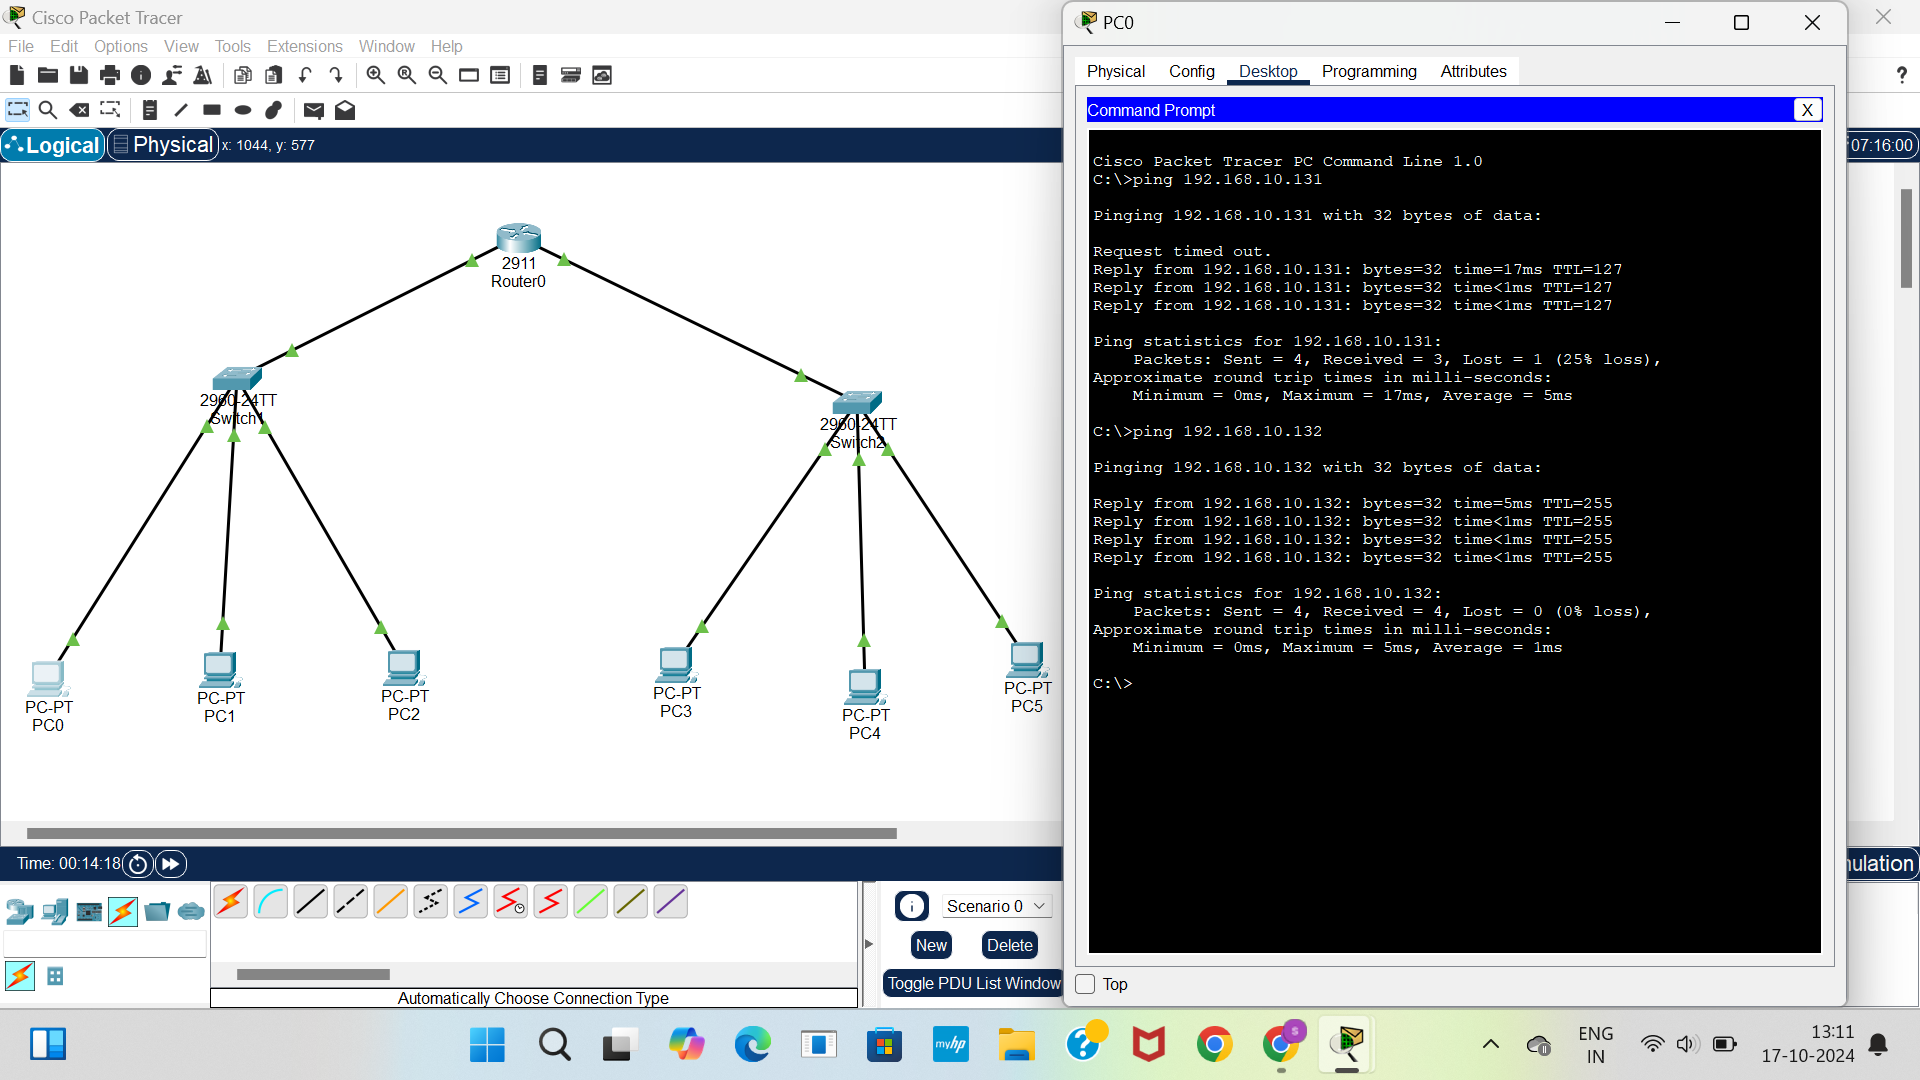 Cisco Packet Tracer
File Edit Options View Tools Extensions Window Help
Logical Physical x: 1044, y: 577
07:16:00
2911
Router0
2960-24TT
Switch1
2960-24TT
Switch2
PC-PT
PC0
PC-PT
PC1
PC-PT
PC2
PC-PT
PC3
PC-PT
PC4
PC-PT
PC5
Time: 00:14:18
Scenario 0
New Delete
Toggle PDU List Window
Automatically Choose Connection Type
ulation
PC0
Physical Config Desktop Programming Attributes
Command Prompt X
Cisco Packet Tracer PC Command Line 1.0
C:\>ping 192.168.10.131
Pinging 192.168.10.131 with 32 bytes of data:
Request timed out.
Reply from 192.168.10.131: bytes=32 time=17ms TTL=127
Reply from 192.168.10.131: bytes=32 time<1ms TTL=127
Reply from 192.168.10.131: bytes=32 time<1ms TTL=127
Ping statistics for 192.168.10.131:
Packets: Sent = 4, Received = 3, Lost = 1 (25% loss),
Approximate round trip times in milli-seconds:
Minimum = 0ms, Maximum = 17ms, Average = 5ms
C:\>ping 192.168.10.132
Pinging 192.168.10.132 with 32 bytes of data:
Reply from 192.168.10.132: bytes=32 time=5ms TTL=255
Reply from 192.168.10.132: bytes=32 time<1ms TTL=255
Reply from 192.168.10.132: bytes=32 time<1ms TTL=255
Reply from 192.168.10.132: bytes=32 time<1ms TTL=255
Ping statistics for 192.168.10.132:
Packets: Sent = 4, Received = 4, Lost = 0 (0% loss),
Approximate round trip times in milli-seconds:
Minimum = 0ms, Maximum = 5ms, Average = 1ms
C:\>
Top
myhp
S
ENG
IN
13:11
17-10-2024